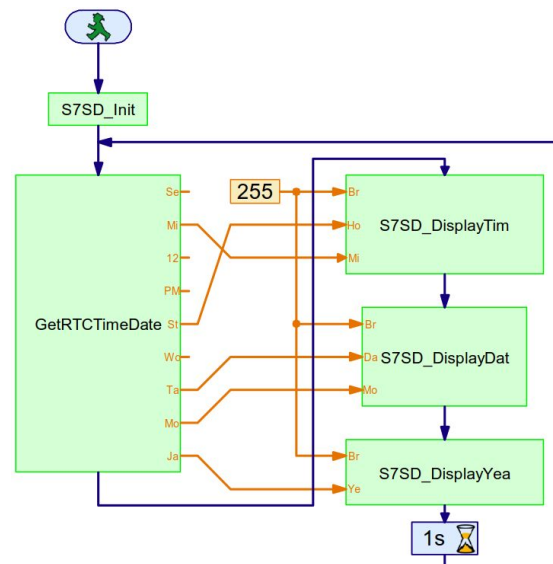 S7SD_Init
GetRTCTimeDate
Se
Mi
12
PM
St
Wo
Ta
Mo
Ja
255
Br
Ho
Mi
S7SD_DisplayTim
Br
Da
Mo
S7SD_DisplayDat
Br
Ye
S7SD_DisplayYea
1s